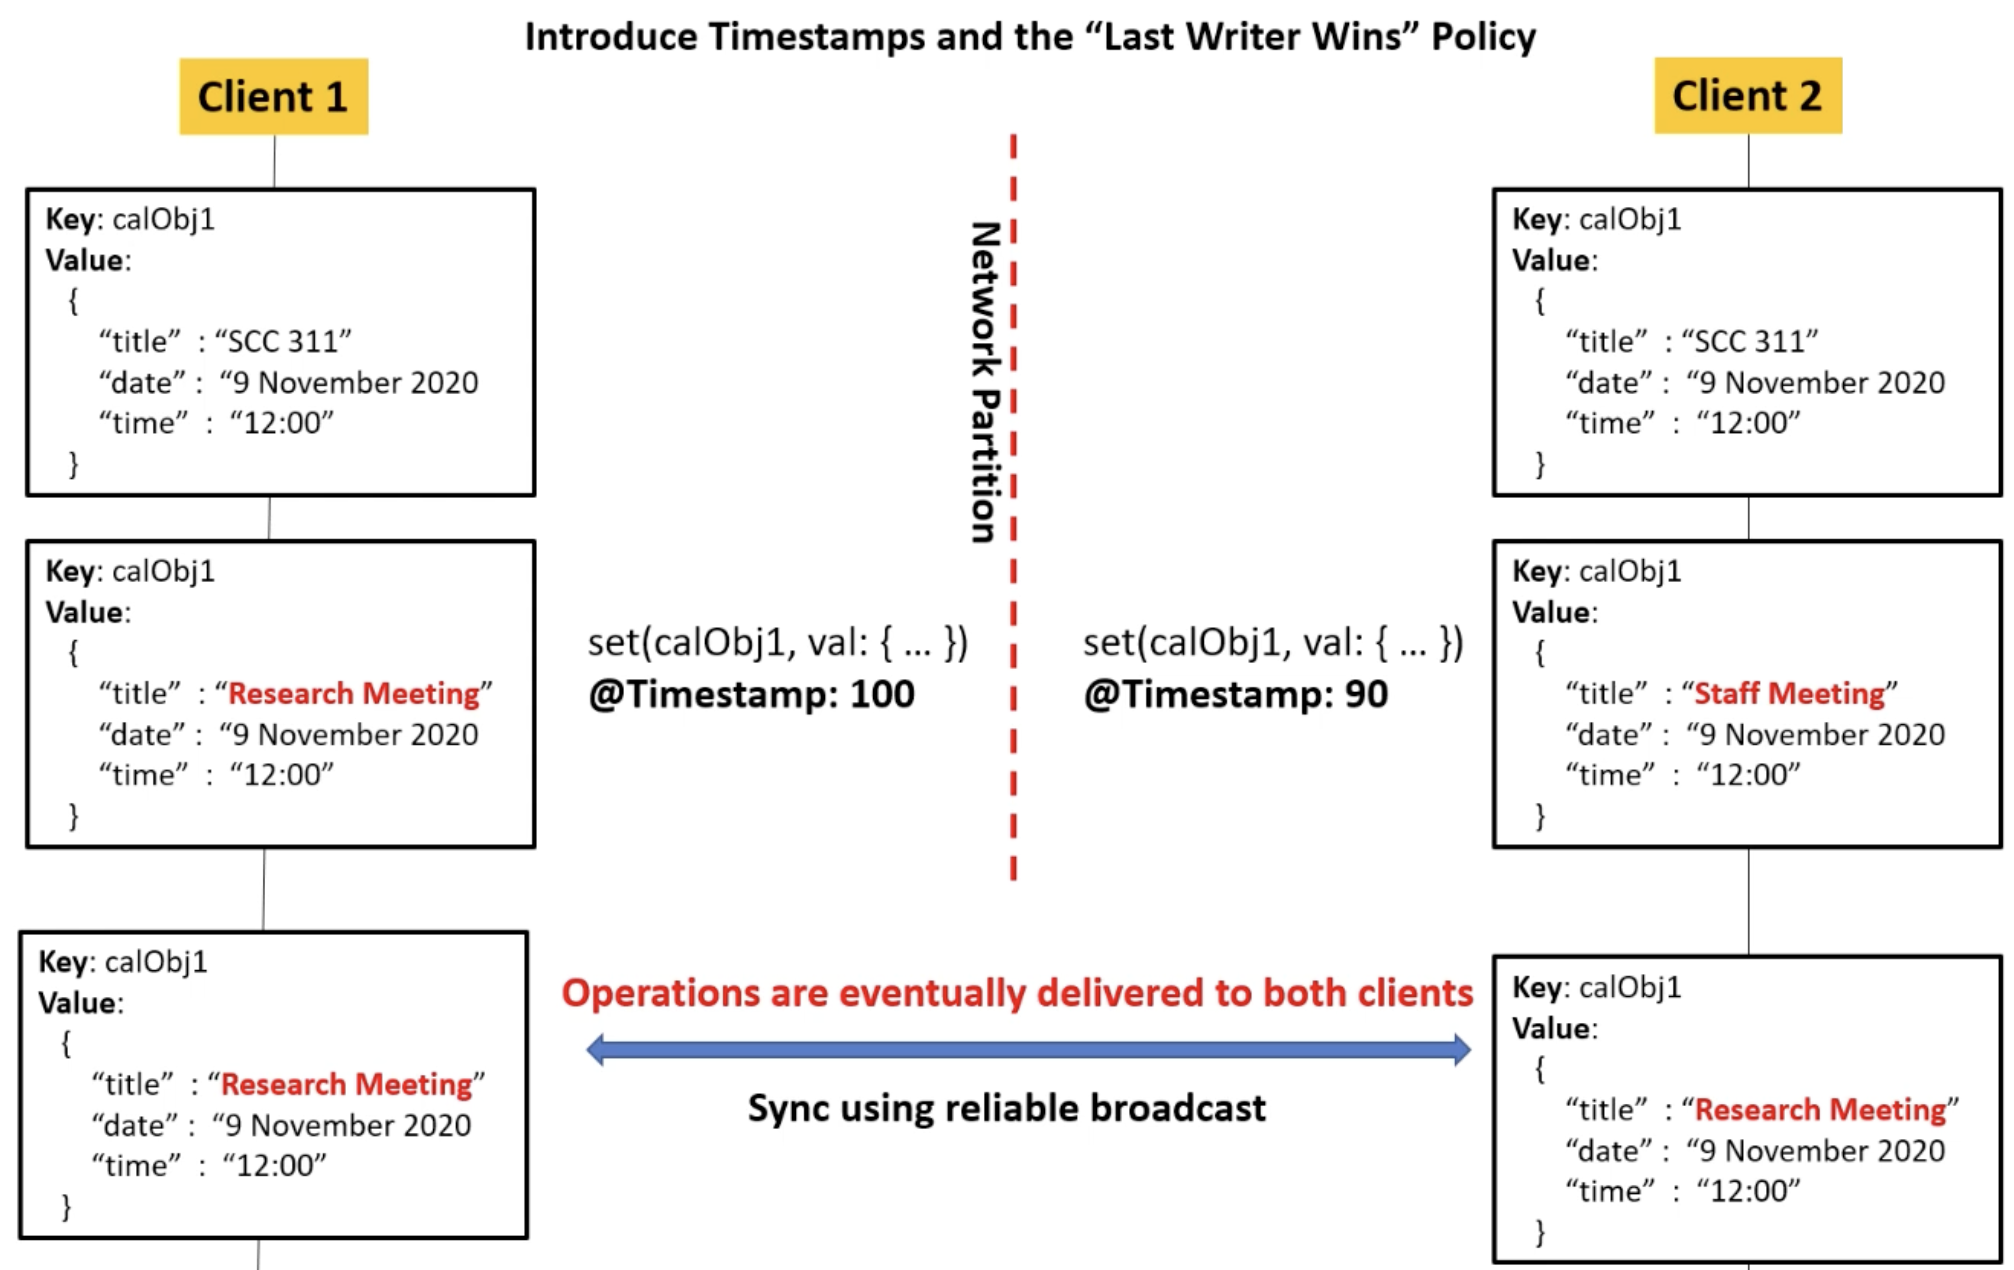 Introduce Timestamps and the “Last Writer Wins” Policy
Client 1
Key: calObj1
Value:
{
“title” : “SCC 311”
“date” : “9 November 2020
“time” : “12:00”
}
Key: calObj1
Value:
{
“title” : “Research Meeting”
“date” : “9 November 2020
“time” : “12:00”
}
Key: calObj1
Value:
{
“title” : “Research Meeting”
“date” : “9 November 2020
“time” : “12:00”
}
Network Partition
set(calObj1, val: { ... })
@Timestamp: 100
set(calObj1, val: { ... })
@Timestamp: 90
Operations are eventually delivered to both clients
Sync using reliable broadcast
Client 2
Key: calObj1
Value:
{
“title” : “SCC 311”
“date” : “9 November 2020
“time” : “12:00”
}
Key: calObj1
Value:
{
“title” : “Staff Meeting”
“date” : “9 November 2020
“time” : “12:00”
}
Key: calObj1
Value:
{
“title” : “Research Meeting”
“date” : “9 November 2020
“time” : “12:00”
}